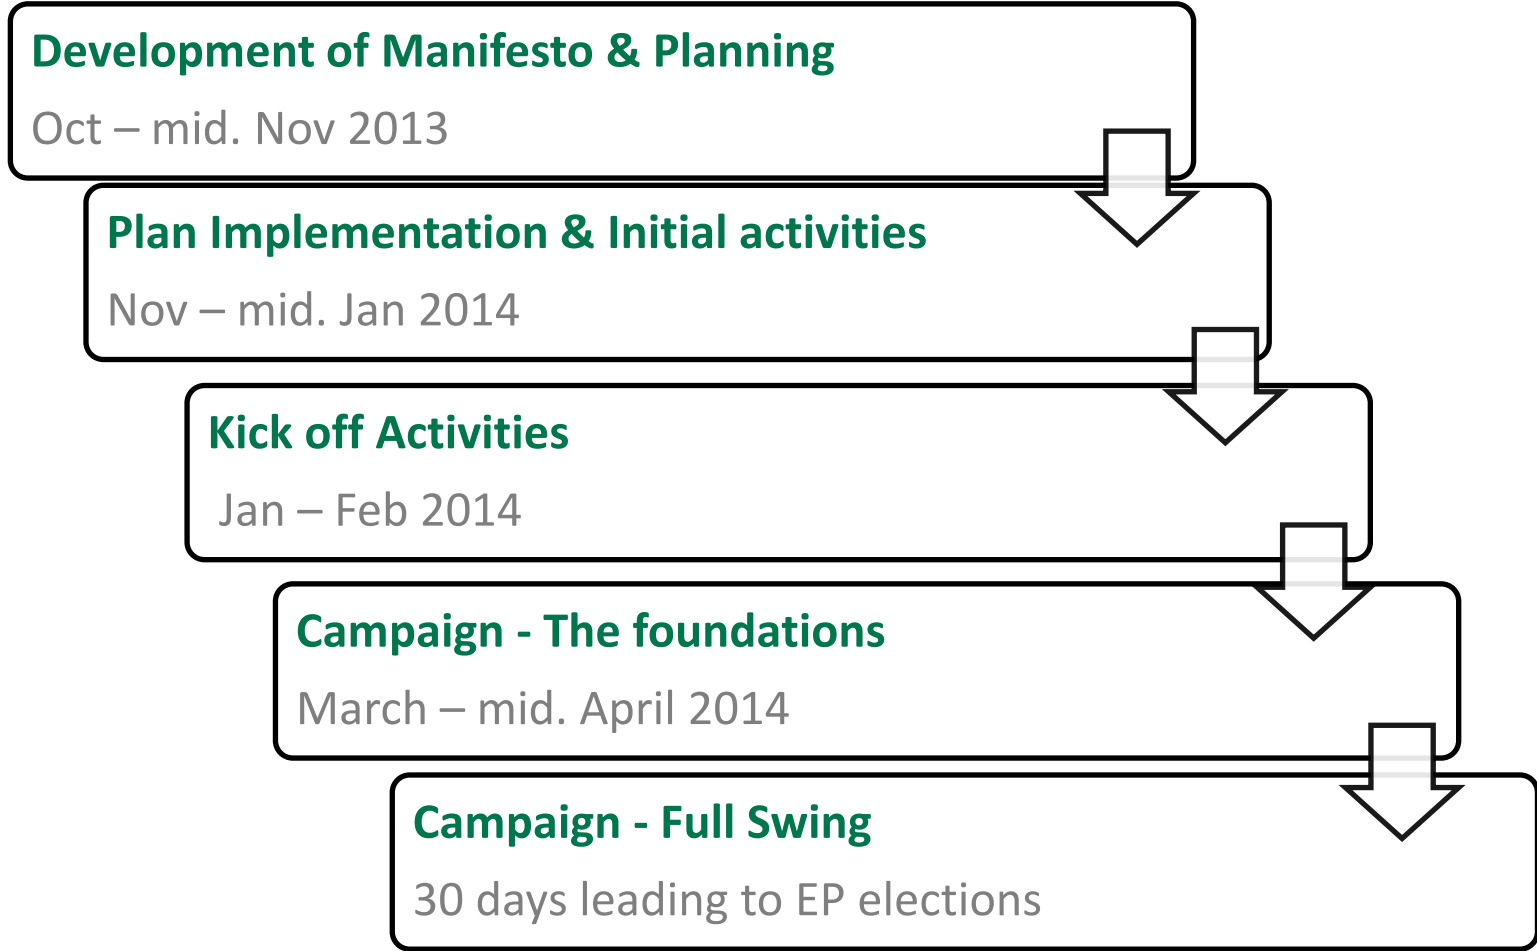 Development of Manifesto & Planning
Oct – mid. Nov 2013
Plan Implementation & Initial activities
Nov – mid. Jan 2014
Kick off Activities
Jan – Feb 2014
Campaign - The foundations
March – mid. April 2014
Campaign - Full Swing
30 days leading to EP elections